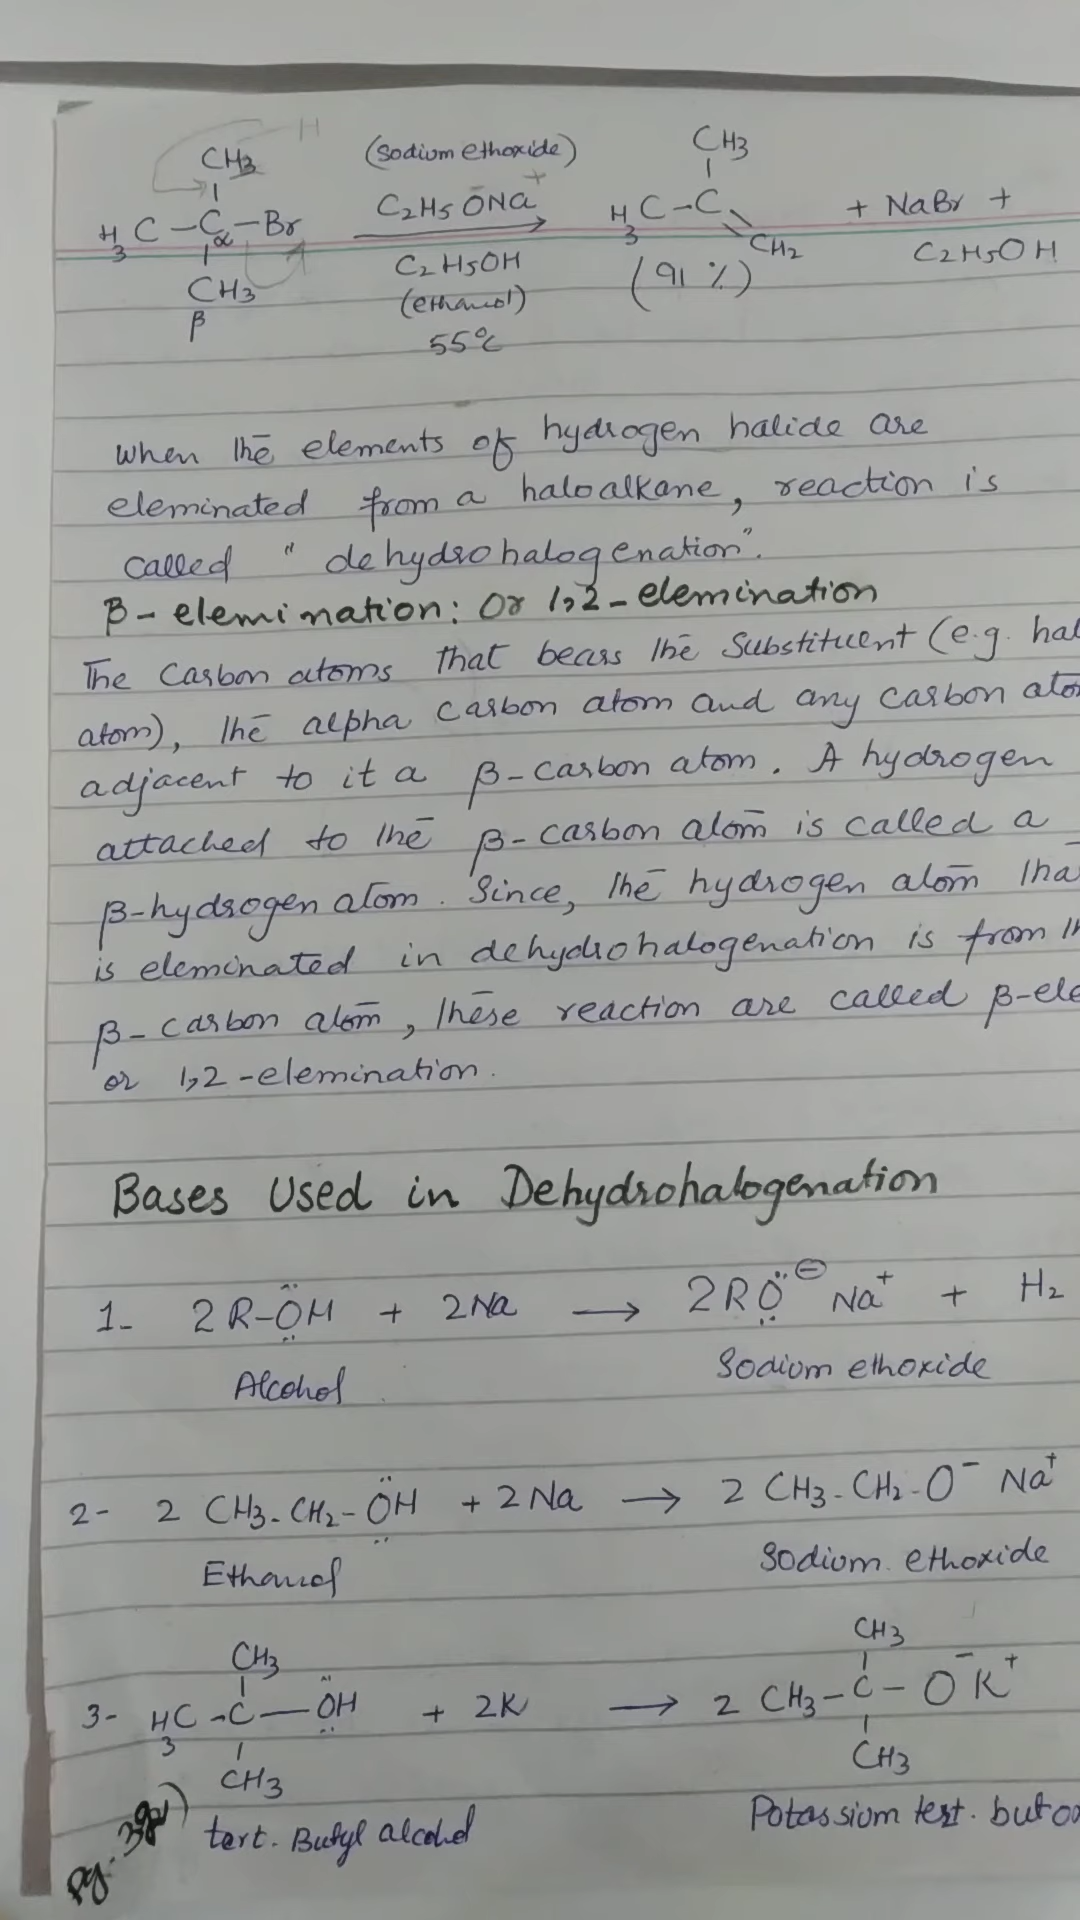 H
CH3 (Sodium ethoxide) CH3
H3C-C-Br C2H5ŌNa+ H3C-C + NaBr +
α CH2 C2H5OH
CH3 C2H5OH (91 %)
β (ethanol)
55°C
when the elements of hydrogen halide are
eleminated from a haloalkane, reaction is
called "dehydrohalogenation".
β-elemination: Or 1,2-elemination
The Carbon atoms that bears the Substituent (e.g. hal
atom), the alpha carbon atom and any carbon ato
adjacent to it a β-carbon atom. A hydrogen
attached to the β-carbon atom is called a
β-hydrogen atom. Since, the hydrogen atom tha
is eleminated in dehydrohalogenation is from th
β-carbon atom, these reaction are called β-ele
or 1,2-elemination.
Bases Used in Dehydrohalogenation
1- 2R-ÖH + 2Na → 2RÖ⊖ Na+ + H2
Alcohol Sodium ethoxide
2- 2 CH3-CH2-ÖH + 2Na → 2 CH3-CH2-O- Na+
Ethanol Sodium ethoxide
CH3 CH3
3- H3C-C-ÖH + 2K → 2 CH3-C-O-K+
CH3 CH3
tert. Butyl alcohol Potassium tert. buto